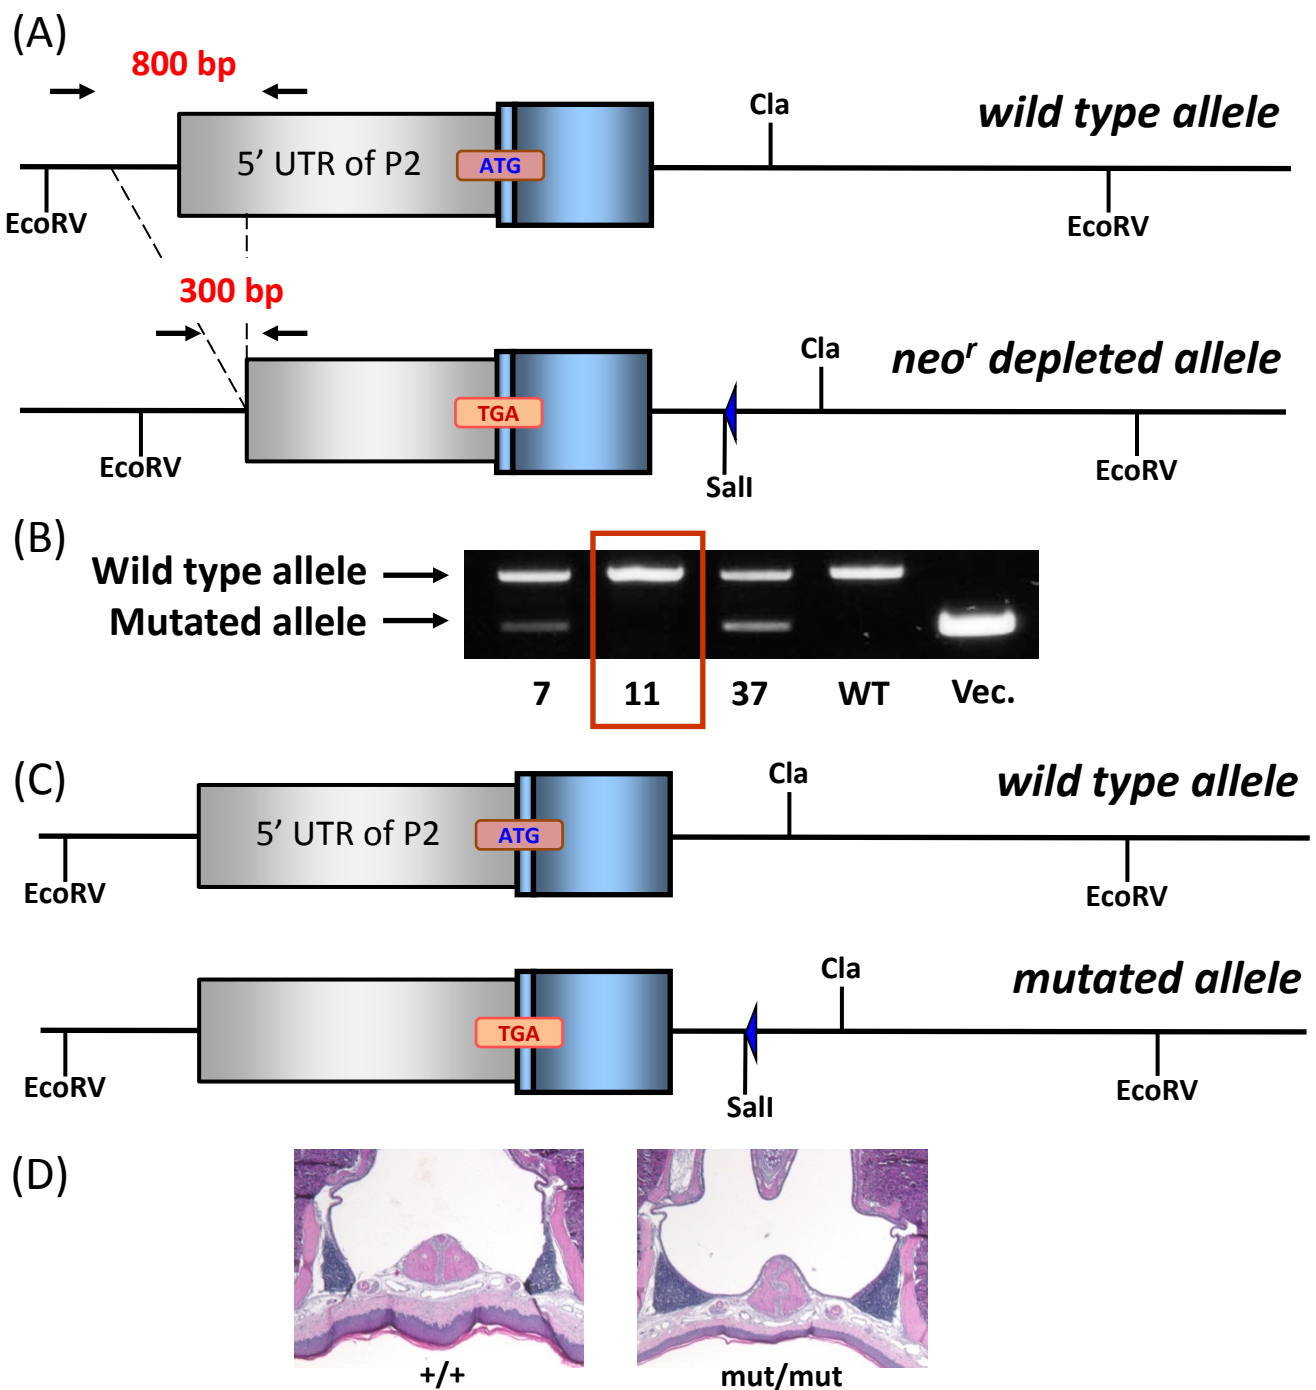 (A)
800 bp
Cla
wild type allele
5' UTR of P2
ATG
EcoRV
EcoRV
300 bp
Cla
neoʳ depleted allele
TGA
EcoRV
EcoRV
SalI
(B)
Wild type allele
Mutated allele
7 11 37 WT Vec.
(C)
Cla
wild type allele
5' UTR of P2
ATG
EcoRV
EcoRV
Cla
mutated allele
TGA
EcoRV
EcoRV
SalI
(D)
+/+ mut/mut